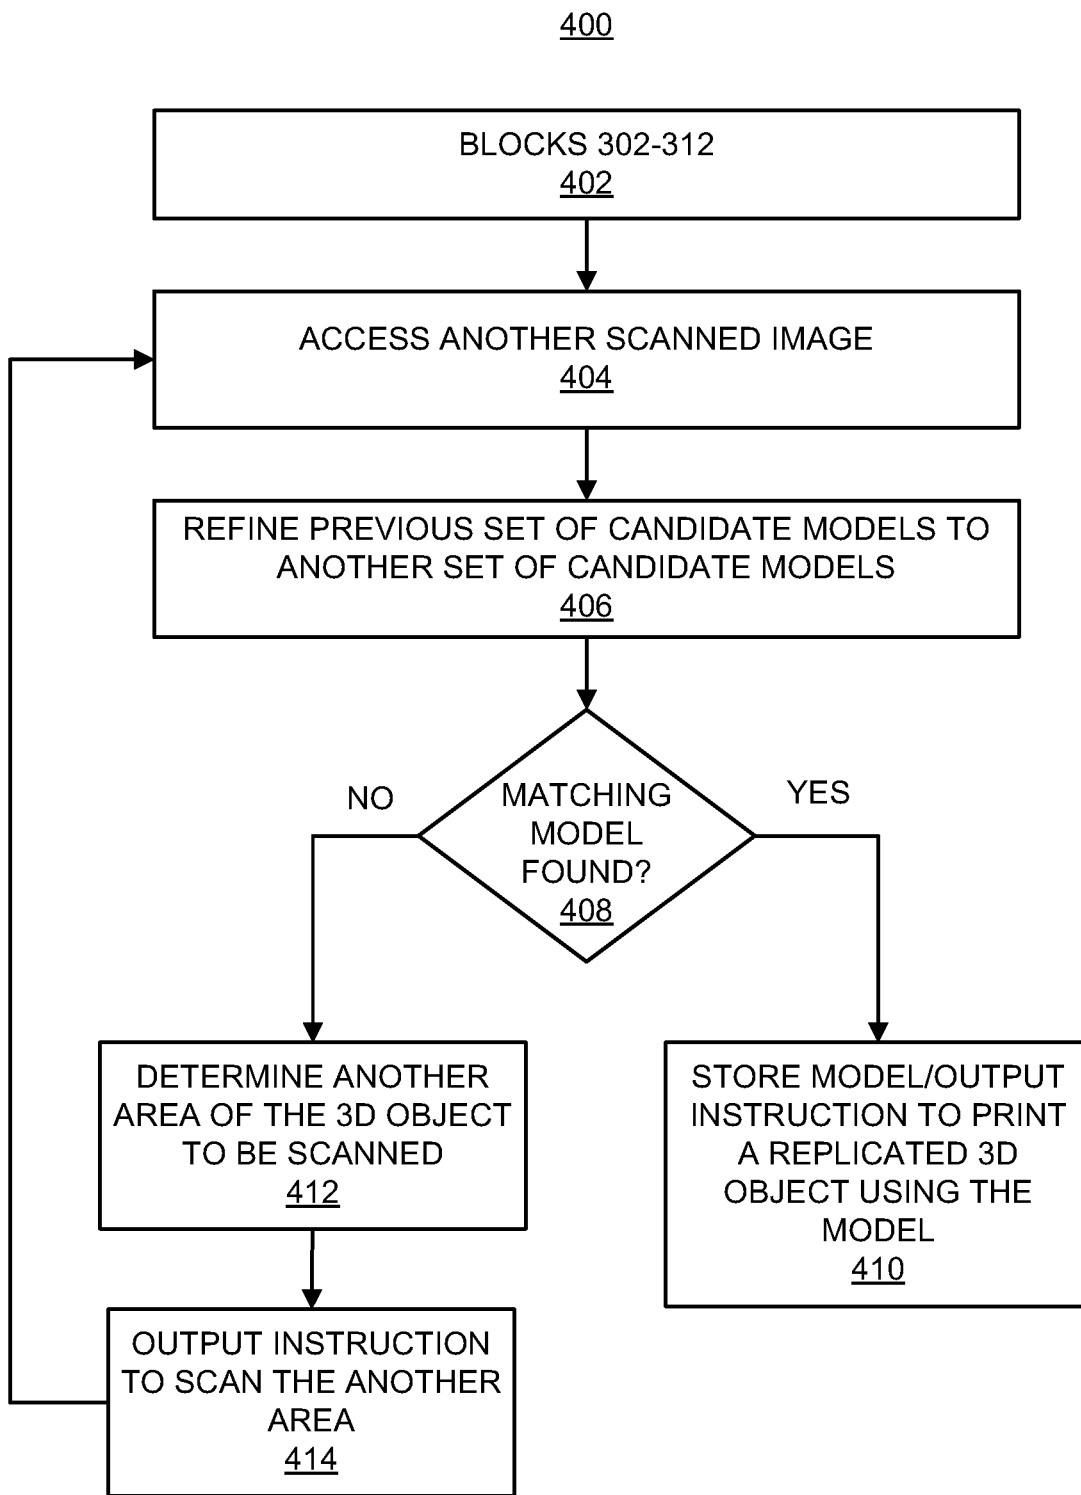 400
BLOCKS 302-312
402
ACCESS ANOTHER SCANNED IMAGE
404
REFINE PREVIOUS SET OF CANDIDATE MODELS TO
ANOTHER SET OF CANDIDATE MODELS
406
NO
YES
MATCHING
MODEL
FOUND?
408
DETERMINE ANOTHER
AREA OF THE 3D OBJECT
TO BE SCANNED
412
STORE MODEL/OUTPUT
INSTRUCTION TO PRINT
A REPLICATED 3D
OBJECT USING THE
MODEL
410
OUTPUT INSTRUCTION
TO SCAN THE ANOTHER
AREA
414